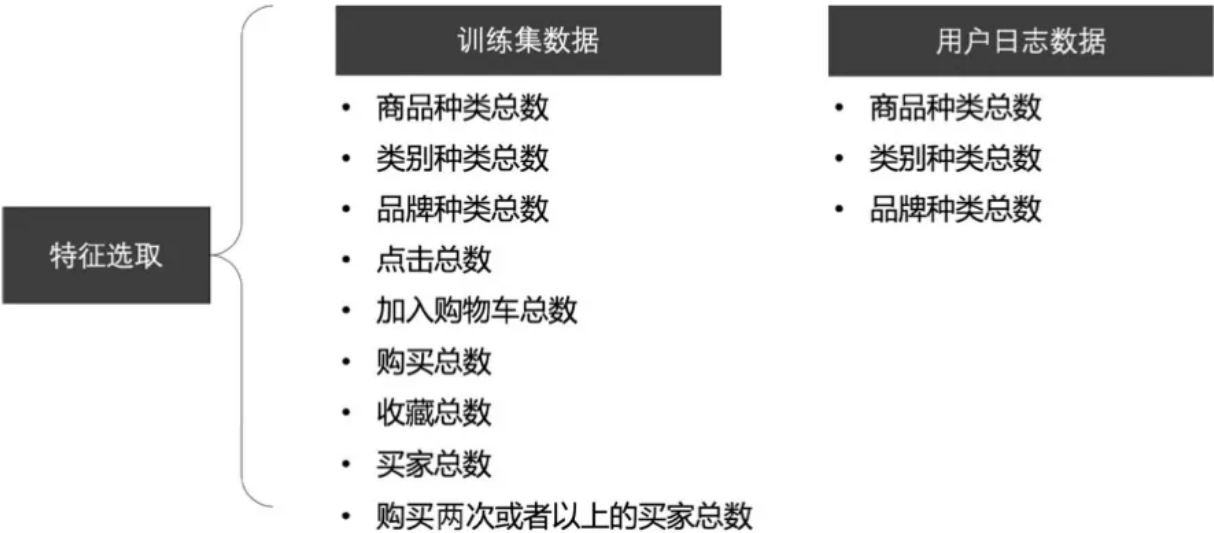 特征选取
训练集数据
• 商品种类总数
• 类别种类总数
• 品牌种类总数
• 点击总数
• 加入购物车总数
• 购买总数
• 收藏总数
• 买家总数
• 购买两次或者以上的买家总数
用户日志数据
• 商品种类总数
• 类别种类总数
• 品牌种类总数